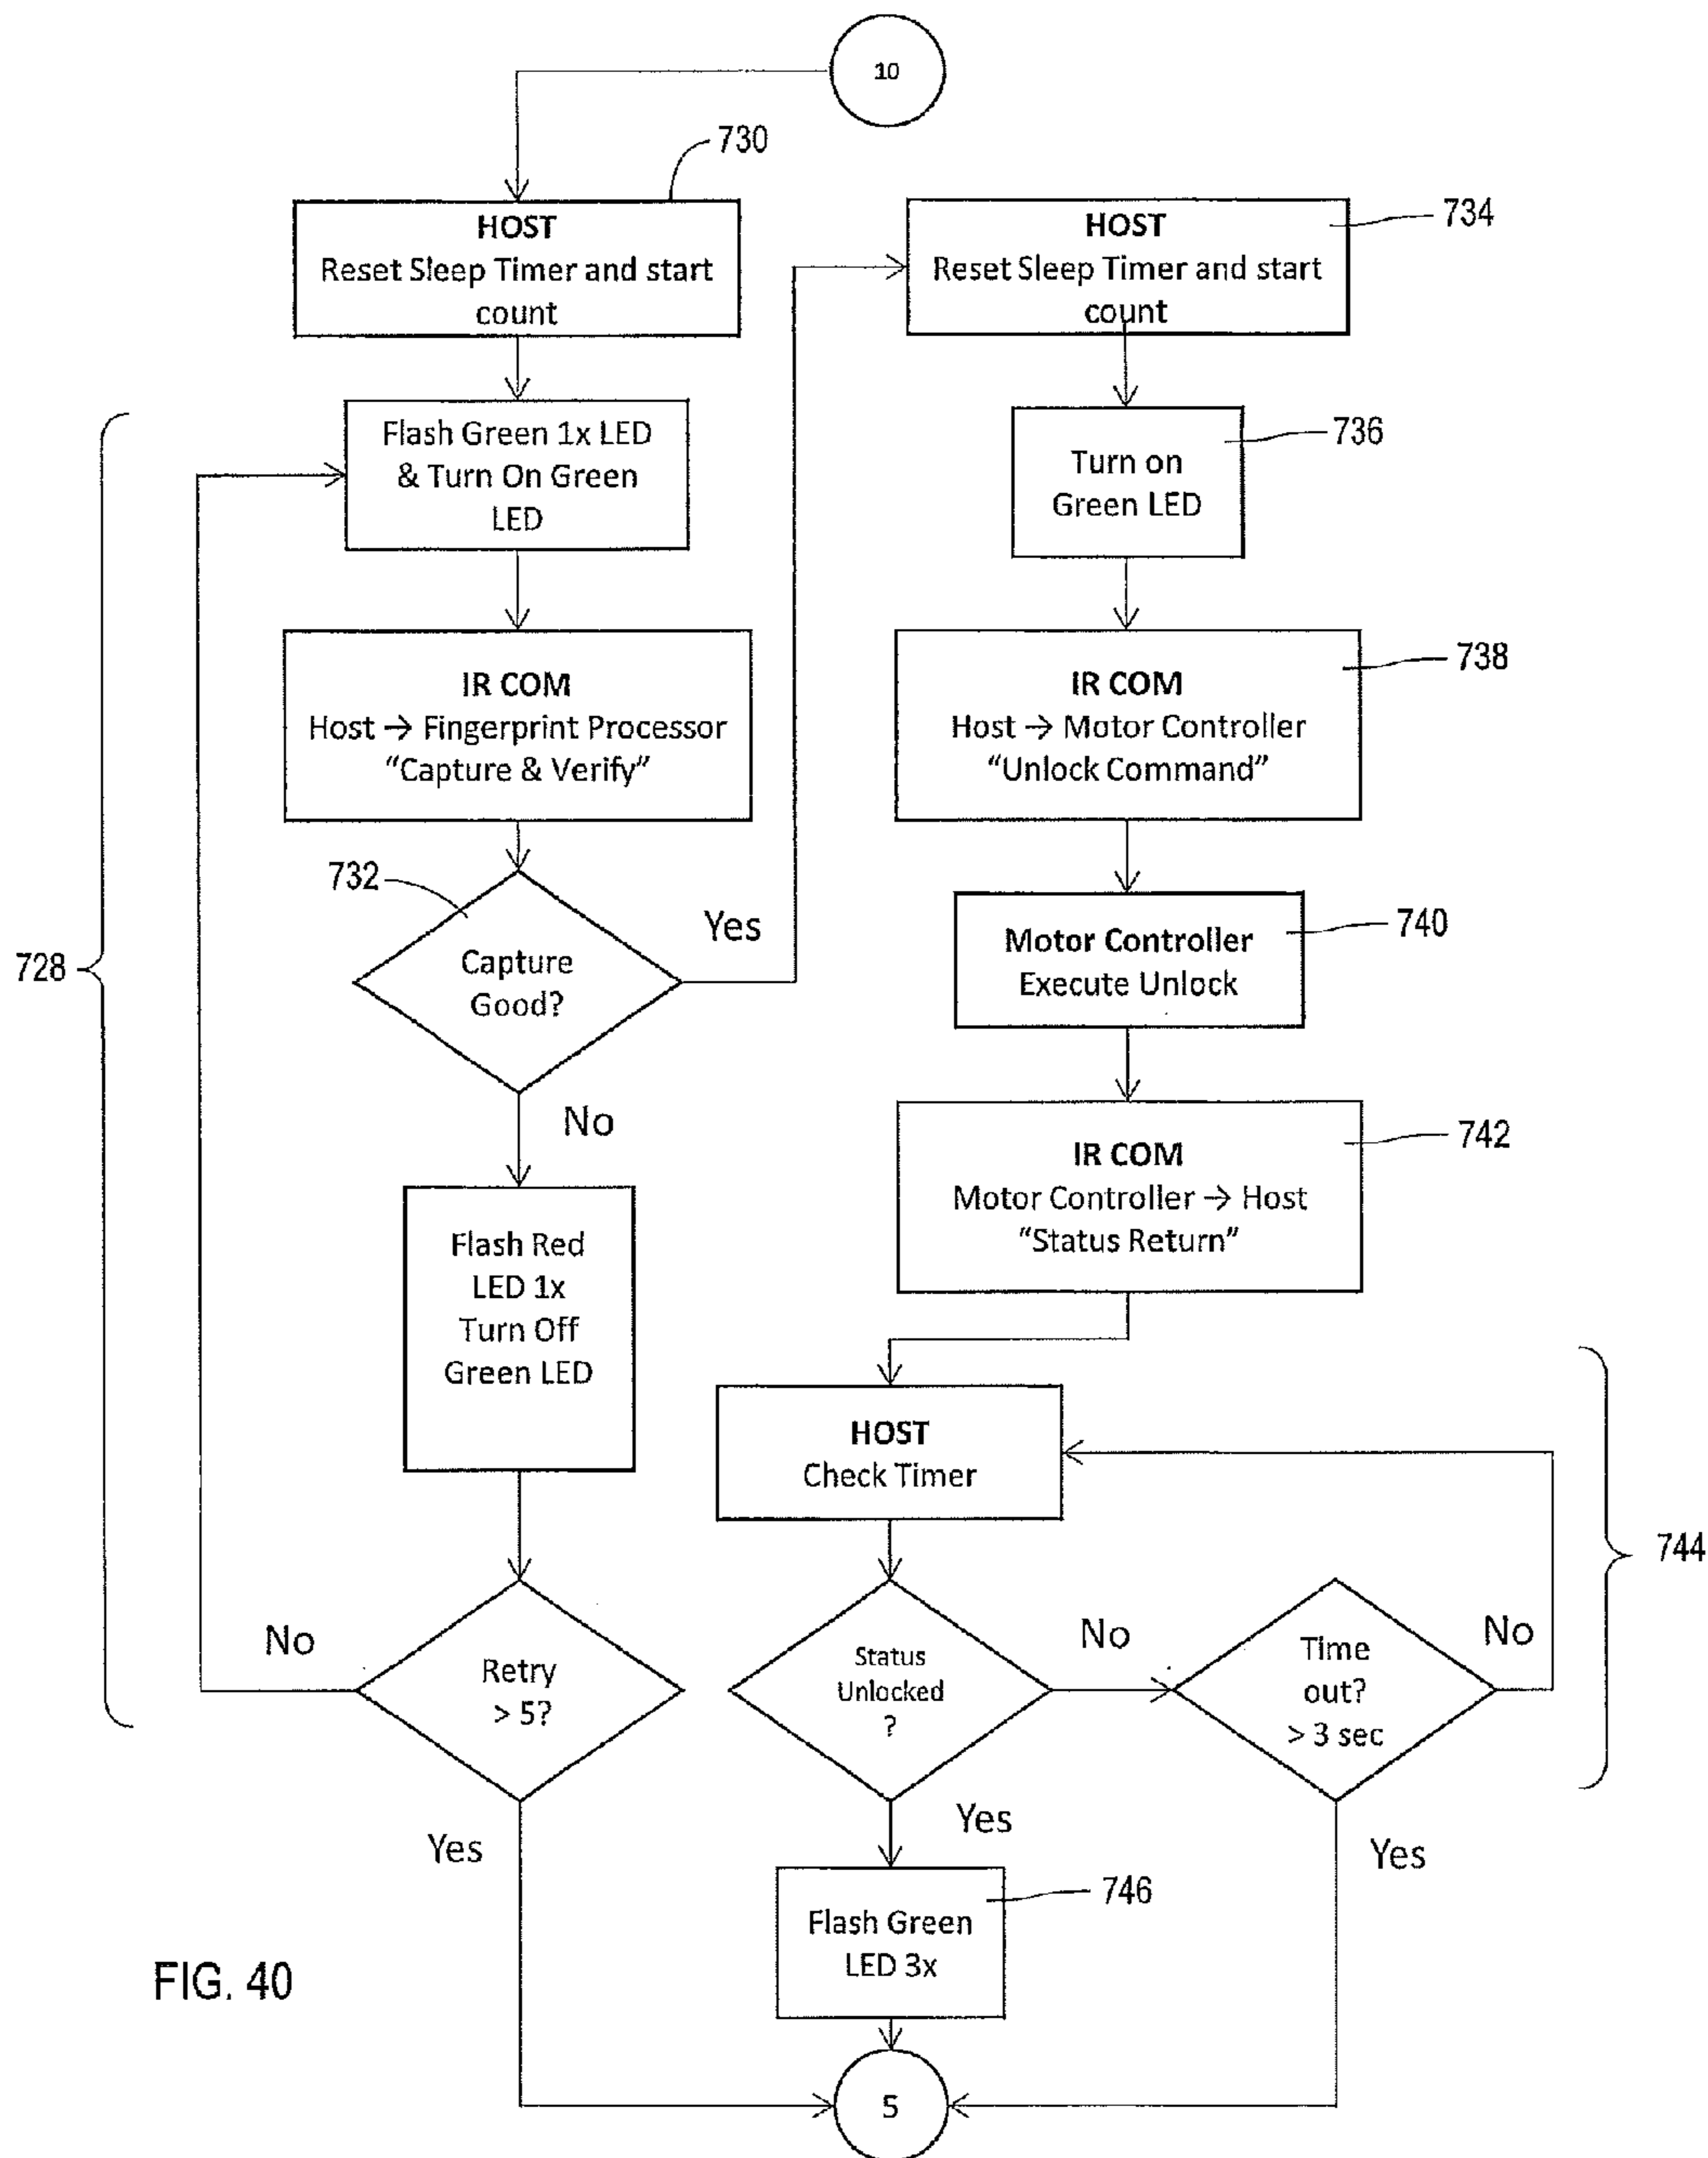 10
730
HOST
Reset Sleep Timer and start
count
Flash Green 1x LED
& Turn On Green
LED
IR COM
Host → Fingerprint Processor
“Capture & Verify”
732
Capture
Good?
Yes
No
728
Flash Red
LED 1x
Turn Off
Green LED
Retry
> 5?
No
Yes
734
HOST
Reset Sleep Timer and start
count
736
Turn on
Green LED
738
IR COM
Host → Motor Controller
“Unlock Command”
740
Motor Controller
Execute Unlock
742
IR COM
Motor Controller → Host
“Status Return”
HOST
Check Timer
744
Status
Unlocked
?
No
Time
out?
> 3 sec
No
Yes
Yes
746
Flash Green
LED 3x
5
FIG. 40